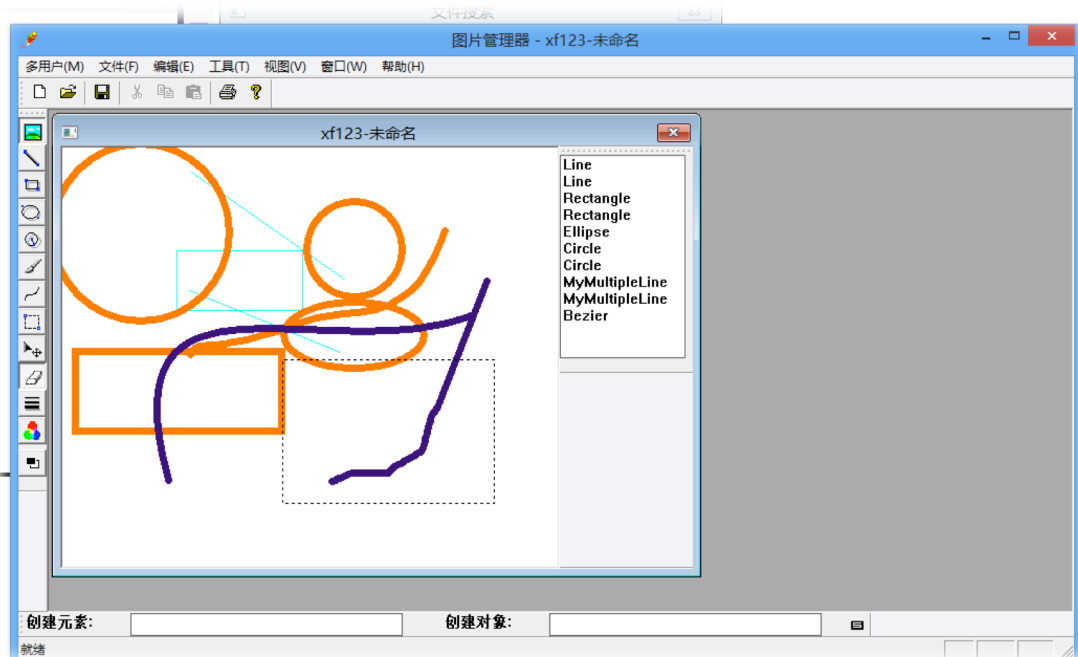 文件搜索
图片管理器 - xf123-未命名
多用户(M) 文件(F) 编辑(E) 工具(T) 视图(V) 窗口(W) 帮助(H)
xf123-未命名
Line
Line
Rectangle
Rectangle
Ellipse
Circle
Circle
MyMultipleLine
MyMultipleLine
Bezier
创建元素: 创建对象:
就绪